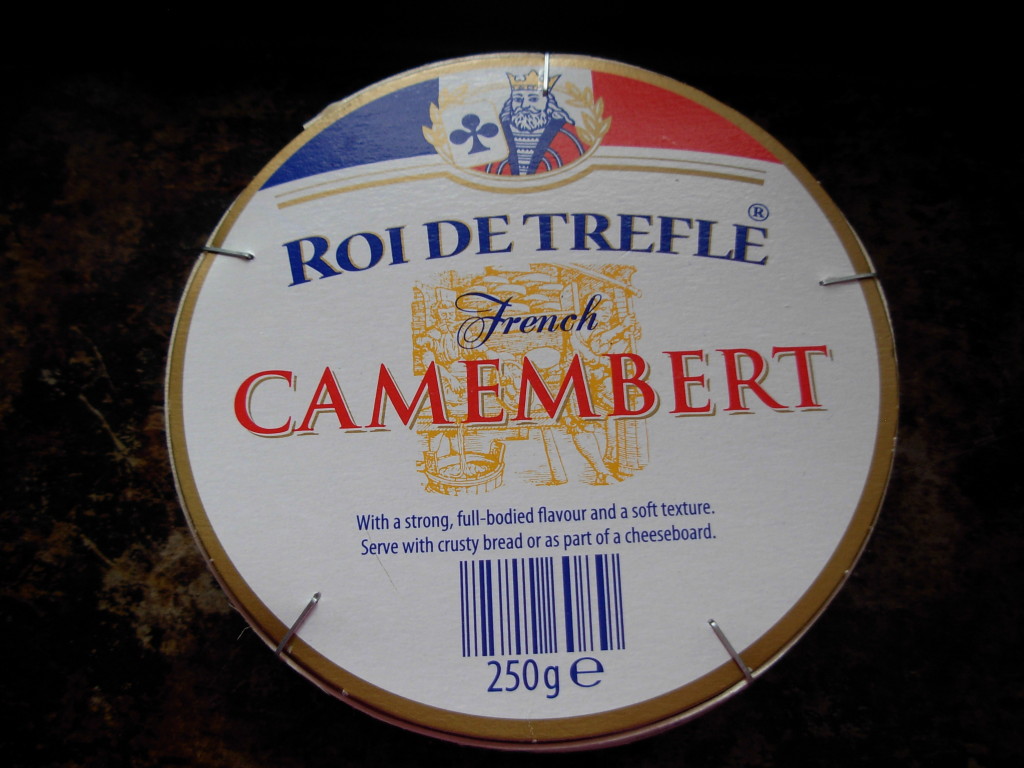 ROI DE TREFLE®
French
CAMEMBERT
With a strong, full-bodied flavour and a soft texture.
Serve with crusty bread or as part of a cheeseboard.
250g ℮